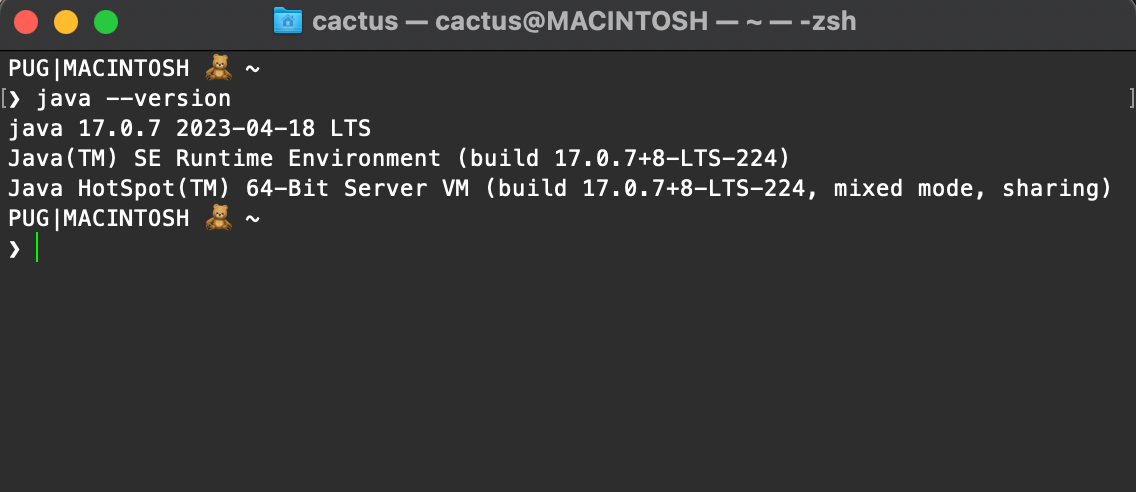 cactus — cactus@MACINTOSH — ~ — -zsh
PUG|MACINTOSH 🧸 ~
[❯ java --version ]
java 17.0.7 2023-04-18 LTS
Java(TM) SE Runtime Environment (build 17.0.7+8-LTS-224)
Java HotSpot(TM) 64-Bit Server VM (build 17.0.7+8-LTS-224, mixed mode, sharing)
PUG|MACINTOSH 🧸 ~
❯